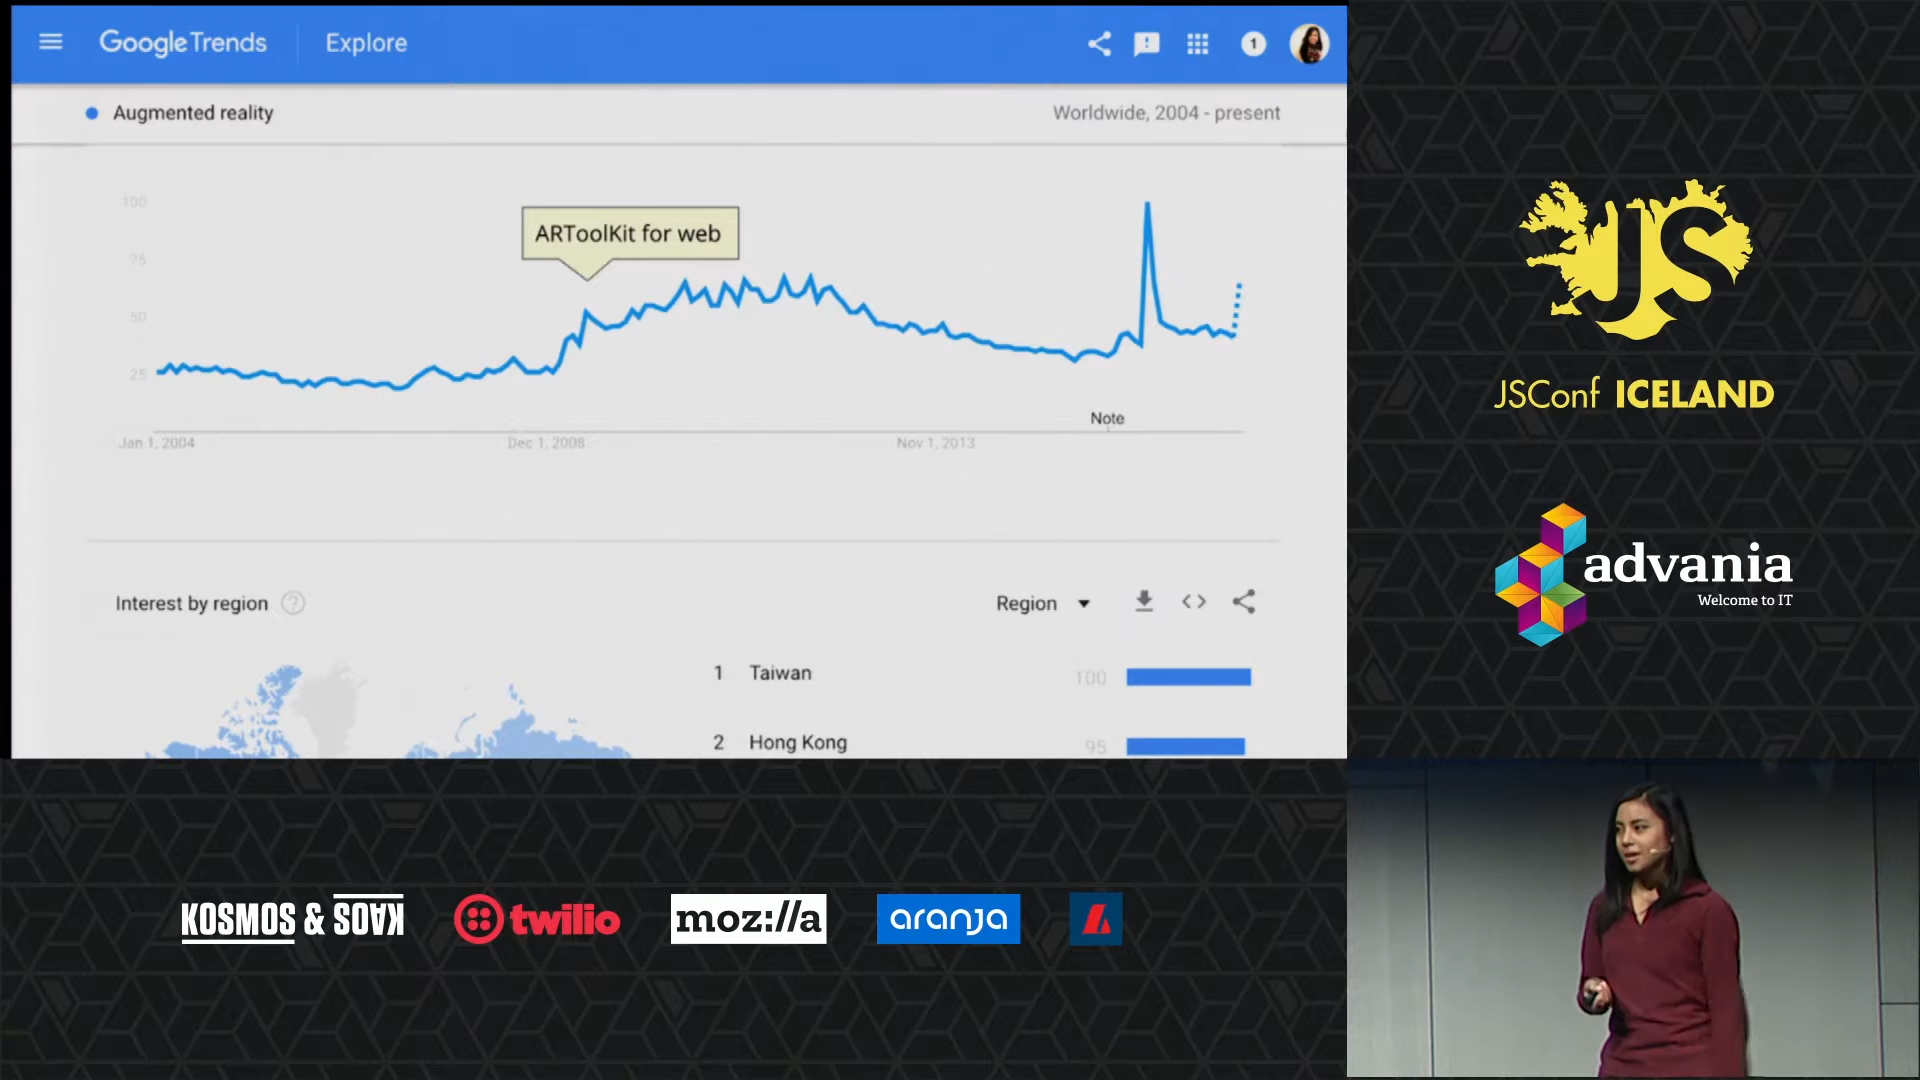 Google Trends
Explore
1
Augmented reality
Worldwide, 2004 - present
100
75
50
25
ARToolKit for web
Note
Jan 1, 2004
Dec 1, 2008
Nov 1, 2013
Interest by region ?
Region
1 Taiwan 100
2 Hong Kong 95
JS
JSConf ICELAND
advania
Welcome to IT
KOSMOS & KAOS
twilio
moz://a
aranja